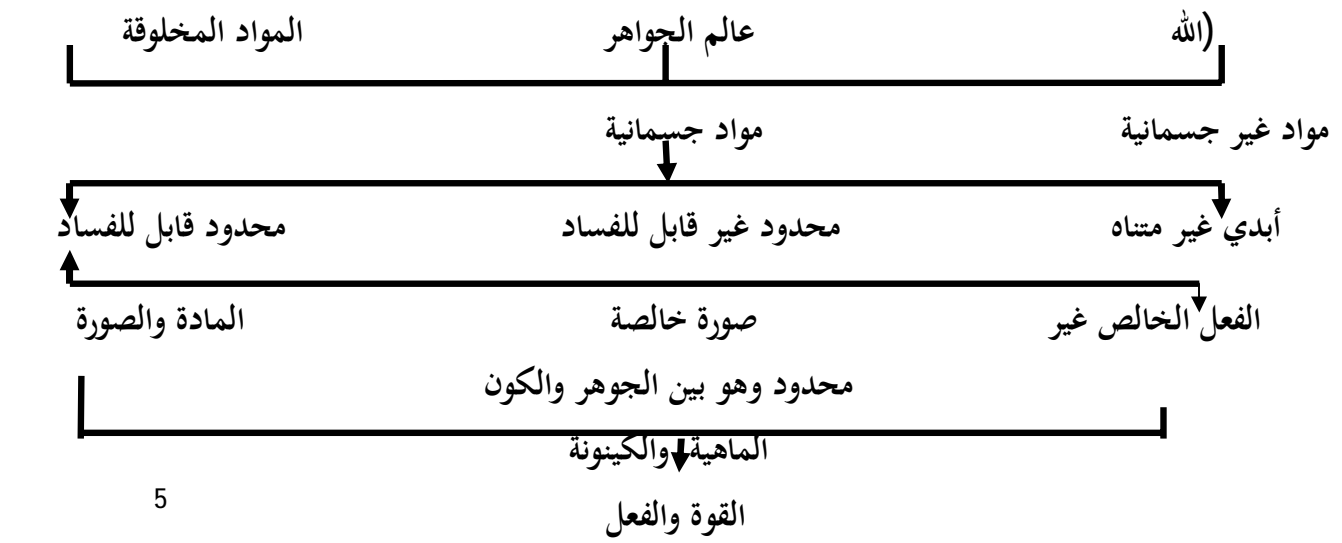 (الله عالم الجواهر المواد المخلوقة
مواد غير جسمانية مواد جسمانية
أبدي غير متناه محدود غير قابل للفساد محدود قابل للفساد
الفعل الخالص غير صورة خالصة المادة والصورة
محدود وهو بين الجوهر والكون
الماهية والكينونة
القوة والفعل
5